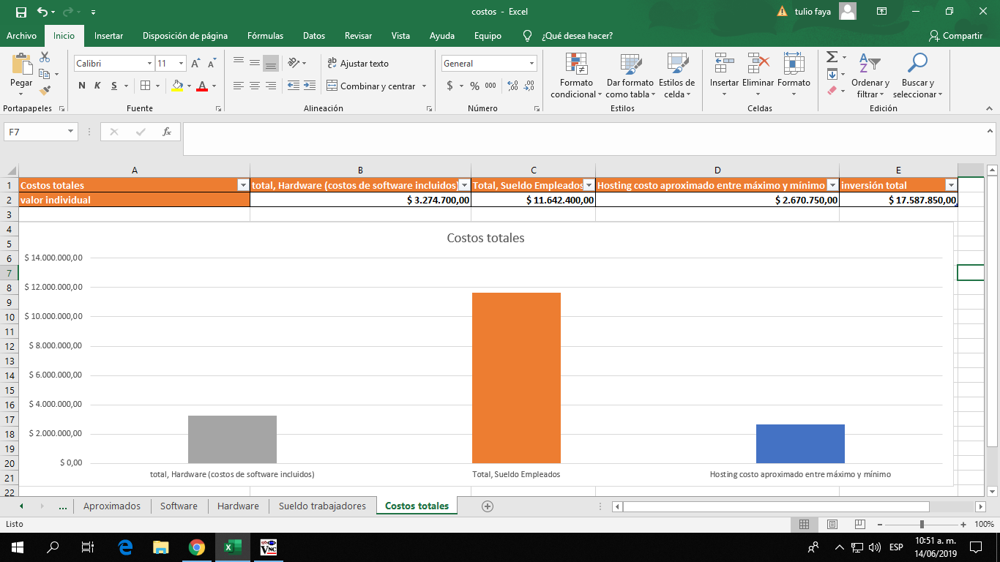 costos - Excel
tulio faya
Archivo Inicio Insertar Disposición de página Fórmulas Datos Revisar Vista Ayuda Equipo ¿Qué desea hacer? Compartir
Pegar
Calibri 11
N K S
Ajustar texto
Combinar y centrar
General
$ % 000
Formato condicional
Dar formato como tabla
Estilos de celda
Insertar Eliminar Formato
Ordenar y filtrar
Buscar y seleccionar
Portapapeles Fuente Alineación Número Estilos Celdas Edición
F7
fx
A B C D E
1 Costos totales total, Hardware (costos de software incluidos) Total, Sueldo Empleados Hosting costo aproximado entre máximo y mínimo inversión total
2 valor individual $ 3.274.700,00 $ 11.642.400,00 $ 2.670.750,00 $ 17.587.850,00
3
4
5
6
7
8
9
10
11
12
13
14
15
16
17
18
19
20
21
22
Costos totales
$ 14.000.000,00
$ 12.000.000,00
$ 10.000.000,00
$ 8.000.000,00
$ 6.000.000,00
$ 4.000.000,00
$ 2.000.000,00
$ 0,00
total, Hardware (costos de software incluidos) Total, Sueldo Empleados Hosting costo aproximado entre máximo y mínimo
... Aproximados Software Hardware Sueldo trabajadores Costos totales
Listo
100%
VNC
ESP
10:51 a. m.
14/06/2019